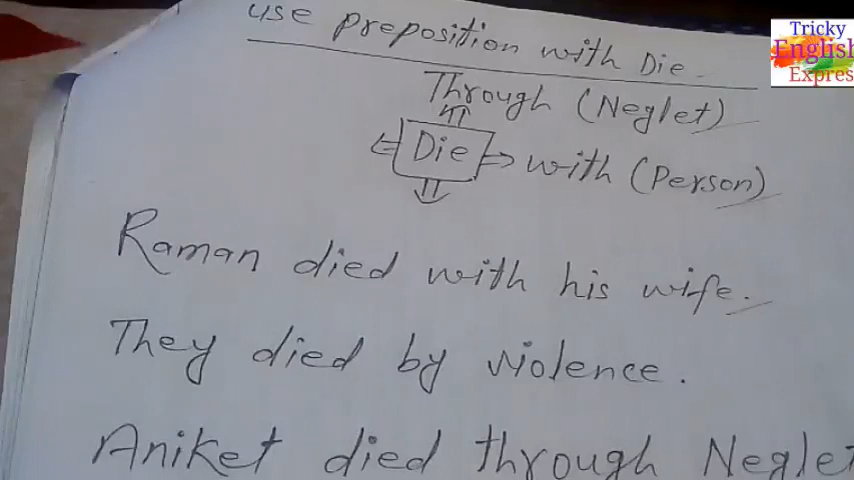 use preposition with Die.
Tricky
English
Expres
Through (Neglet)
Die
with (Person)
Raman died with his wife.
They died by violence.
Aniket died through Neglet